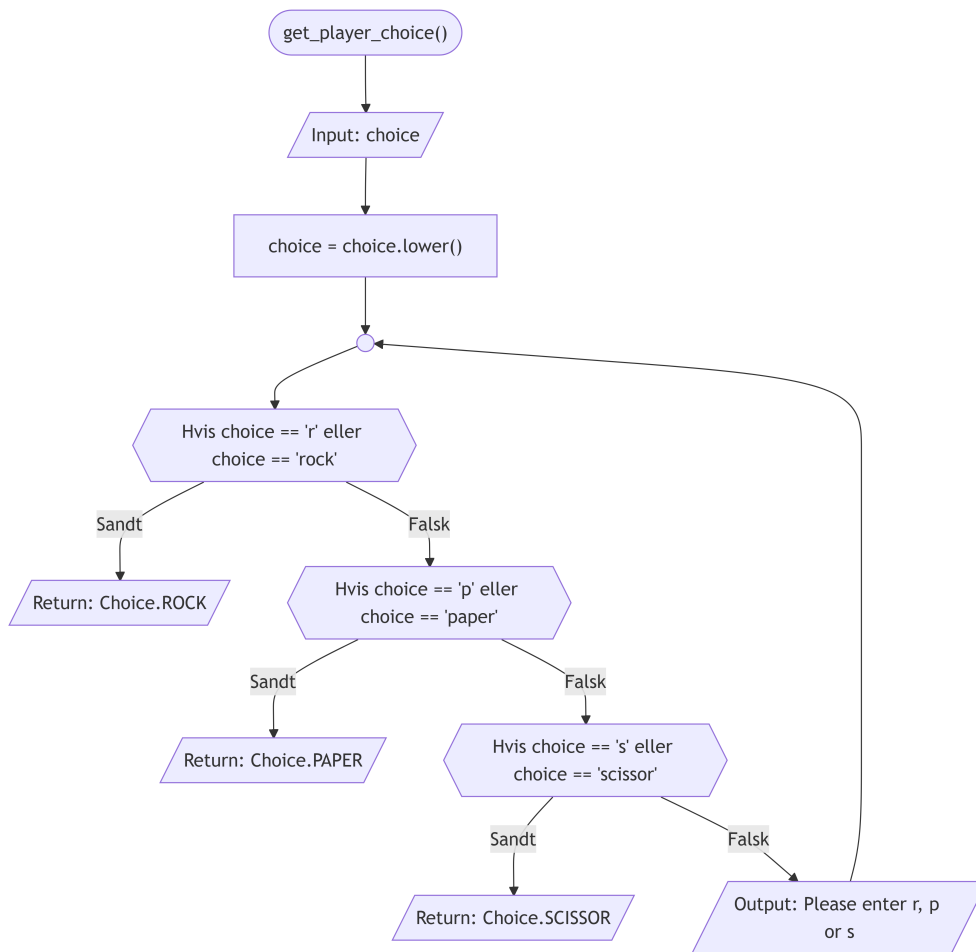 get_player_choice()
Input: choice
choice = choice.lower()
Hvis choice == 'r' eller
choice == 'rock'
Sandt
Falsk
Return: Choice.ROCK
Hvis choice == 'p' eller
choice == 'paper'
Sandt
Falsk
Return: Choice.PAPER
Hvis choice == 's' eller
choice == 'scissor'
Sandt
Falsk
Return: Choice.SCISSOR
Output: Please enter r, p
or s